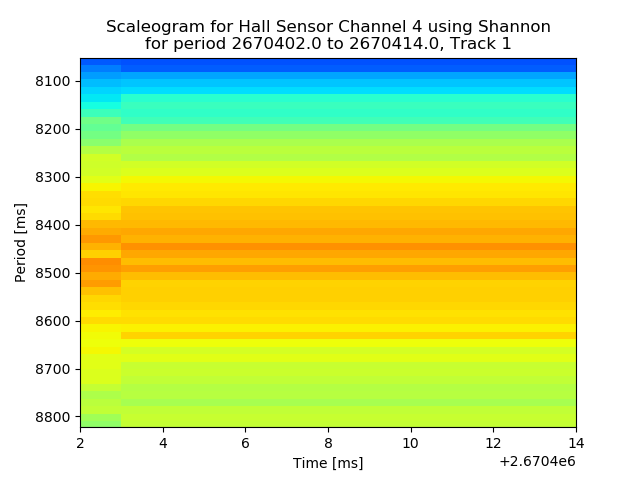 Scaleogram for Hall Sensor Channel 4 using Shannon
for period 2670402.0 to 2670414.0, Track 1
8100
8200
8300
8400
8500
8600
8700
8800
Period [ms]
2 4 6 8 10 12 14
Time [ms]
+2.6704e6